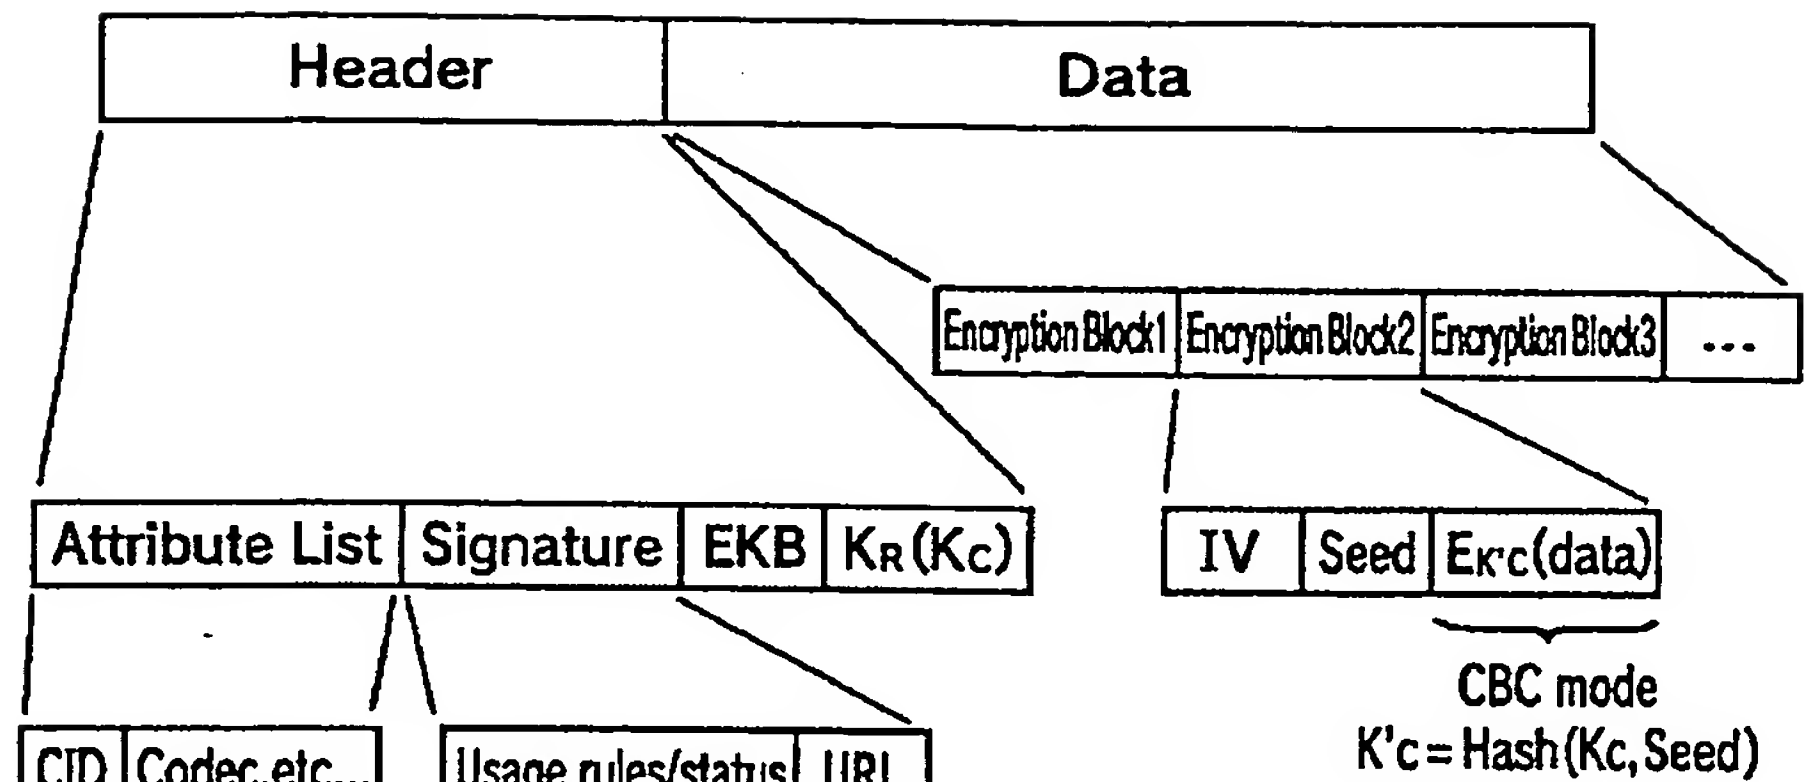 Header Data
Encryption Block1 Encryption Block2 Encryption Block3 ...
Attribute List Signature EKB KR(KC) IV Seed EK'C(data)
CBC mode
K'C = Hash(Kc, Seed)
CID Codec,etc... Usage rules/status URL